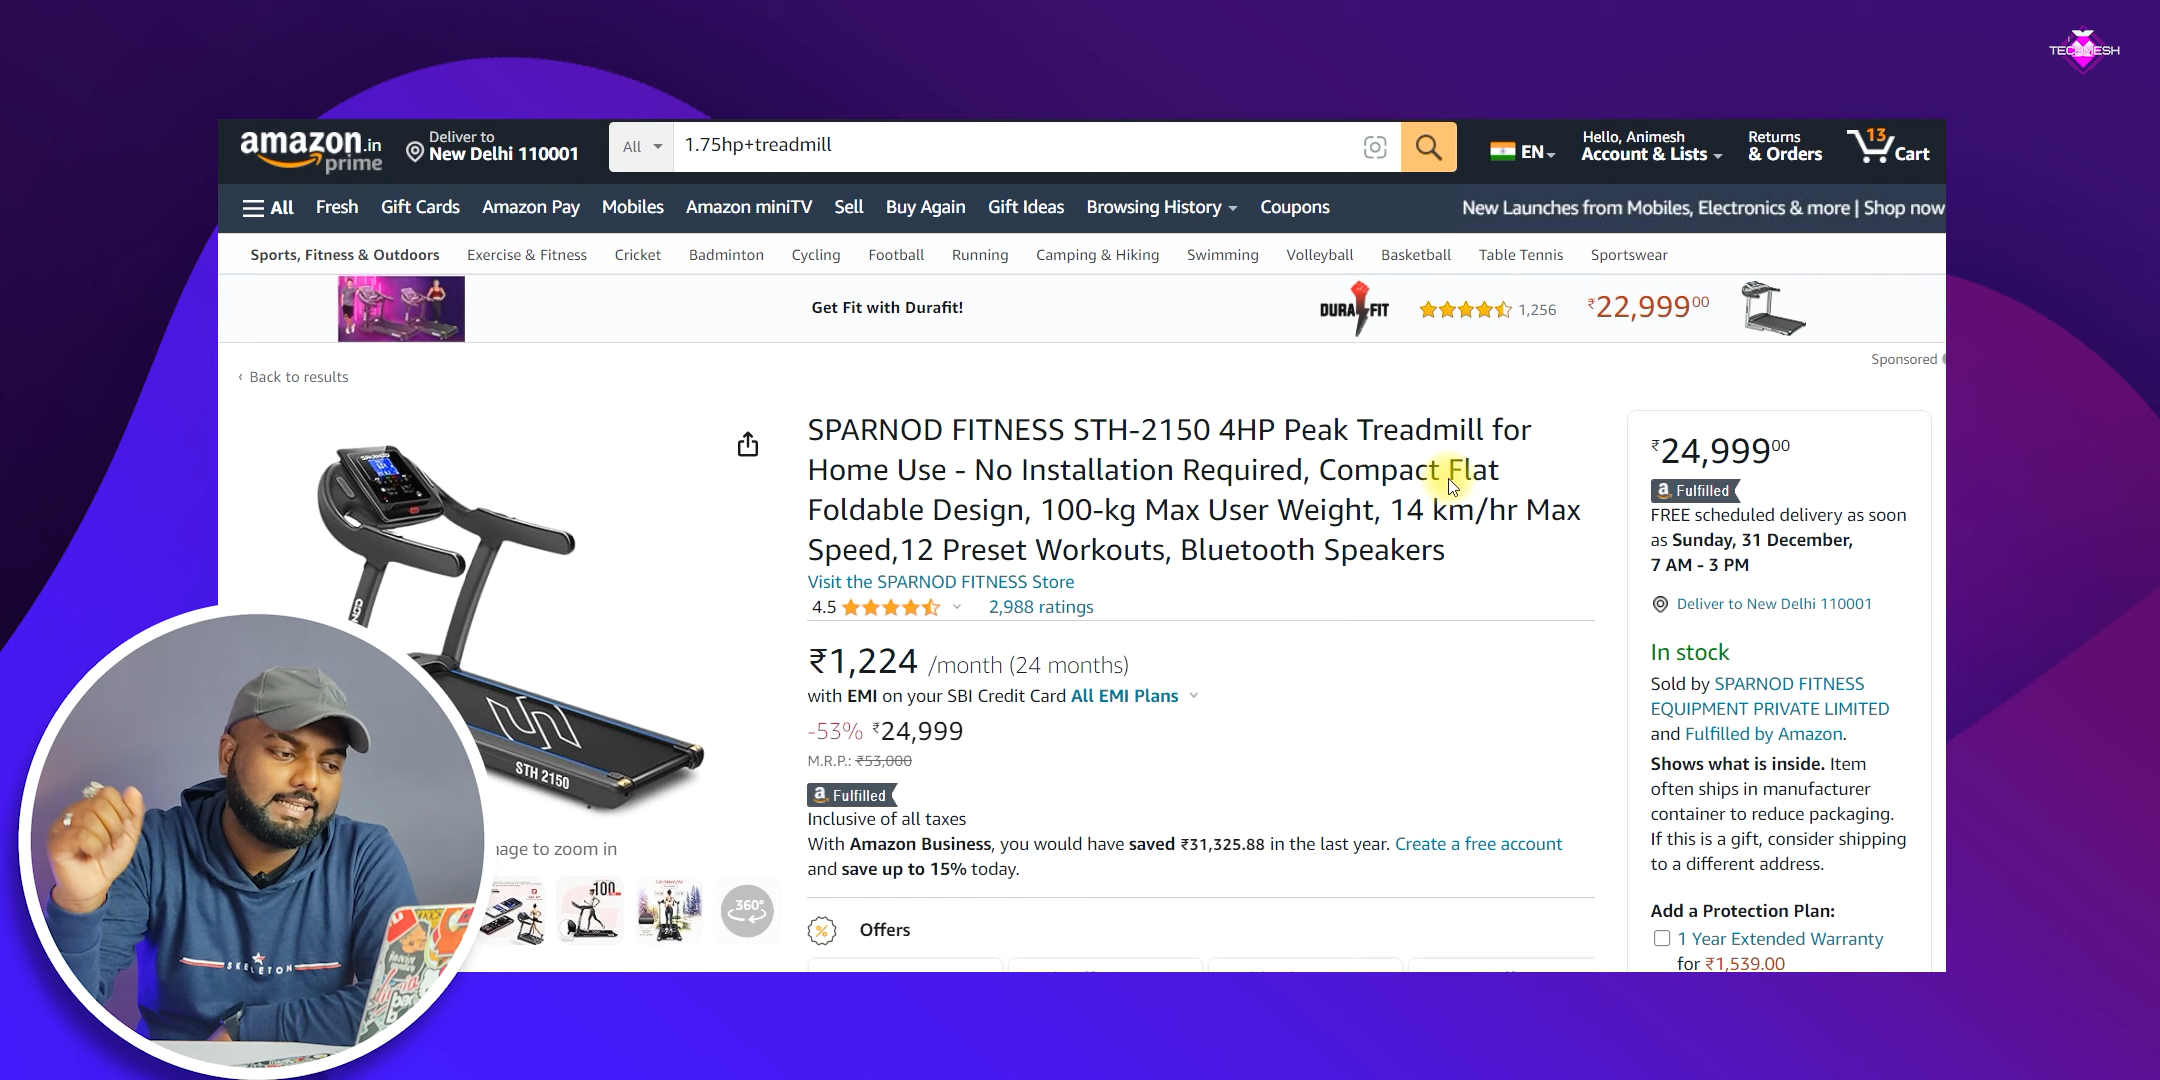 TECHMESH
amazon.in
prime
Deliver to
New Delhi 110001
All
1.75hp+treadmill
EN
Hello, Animesh
Account & Lists
Returns
& Orders
13
Cart
All
Fresh
Gift Cards
Amazon Pay
Mobiles
Amazon miniTV
Sell
Buy Again
Gift Ideas
Browsing History
Coupons
New Launches from Mobiles, Electronics & more | Shop now
Sports, Fitness & Outdoors
Exercise & Fitness
Cricket
Badminton
Cycling
Football
Running
Camping & Hiking
Swimming
Volleyball
Basketball
Table Tennis
Sportswear
Get Fit with Durafit!
DURAFIT
1,256
₹22,999.00
Sponsored
‹ Back to results
SPARNOD FITNESS STH-2150 4HP Peak Treadmill for
Home Use - No Installation Required, Compact Flat
Foldable Design, 100-kg Max User Weight, 14 km/hr Max
Speed,12 Preset Workouts, Bluetooth Speakers
Visit the SPARNOD FITNESS Store
4.5
2,988 ratings
₹1,224 /month (24 months)
with EMI on your SBI Credit Card All EMI Plans
-53% ₹24,999
M.R.P.: ₹53,000
a Fulfilled
Inclusive of all taxes
With Amazon Business, you would have saved ₹31,325.88 in the last year. Create a free account
and save up to 15% today.
% Offers
₹24,999.00
a Fulfilled
FREE scheduled delivery as soon
as Sunday, 31 December,
7 AM - 3 PM
Deliver to New Delhi 110001
In stock
Sold by SPARNOD FITNESS
EQUIPMENT PRIVATE LIMITED
and Fulfilled by Amazon.
Shows what is inside. Item
often ships in manufacturer
container to reduce packaging.
If this is a gift, consider shipping
to a different address.
Add a Protection Plan:
1 Year Extended Warranty
for ₹1,539.00
SPARNOD
STH 2150
to zoom in
100
360°
SKELETON